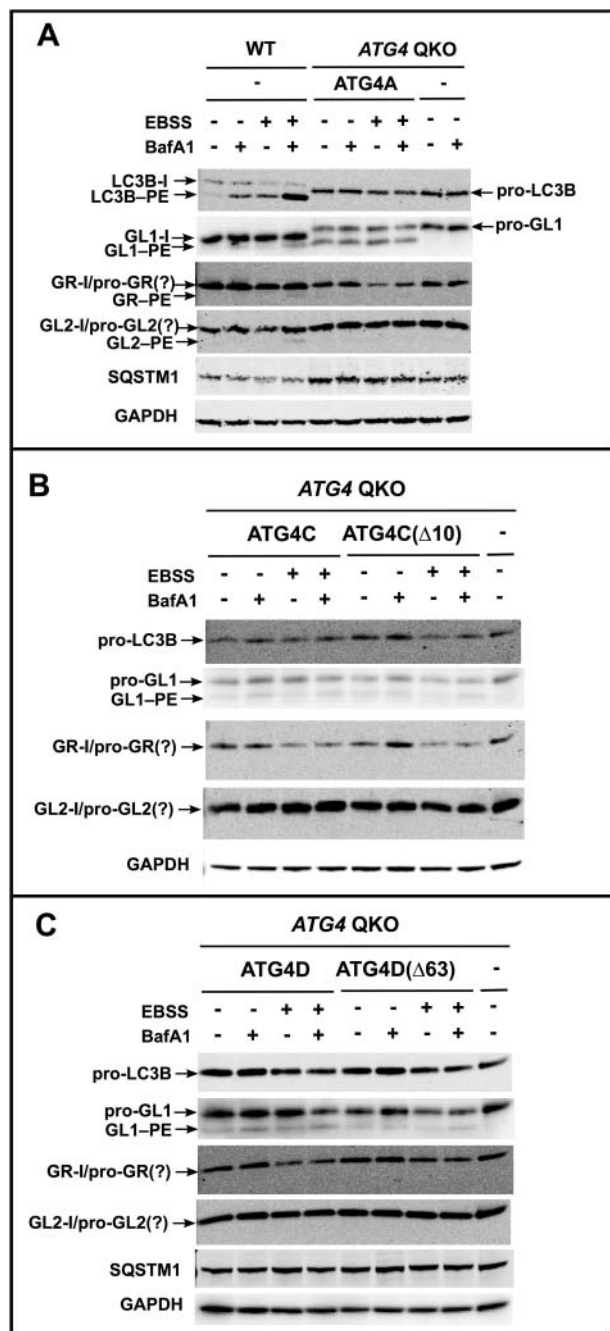 A
WT ATG4 QKO
- ATG4A -
EBSS - - + + - - + + - -
BafA1 - + - + - + - + - +
LC3B-I
LC3B–PE
pro-LC3B
pro-GL1
GL1-I
GL1–PE
GR-I/pro-GR(?)
GR–PE
GL2-I/pro-GL2(?)
GL2–PE
SQSTM1
GAPDH
B
ATG4 QKO
ATG4C ATG4C(Δ10) -
EBSS - - + + - - + + -
BafA1 - + - + - + - + -
pro-LC3B
pro-GL1
GL1–PE
GR-I/pro-GR(?)
GL2-I/pro-GL2(?)
GAPDH
C
ATG4 QKO
ATG4D ATG4D(Δ63) -
EBSS - - + + - - + + -
BafA1 - + - + - + - + -
pro-LC3B
pro-GL1
GL1–PE
GR-I/pro-GR(?)
GL2-I/pro-GL2(?)
SQSTM1
GAPDH